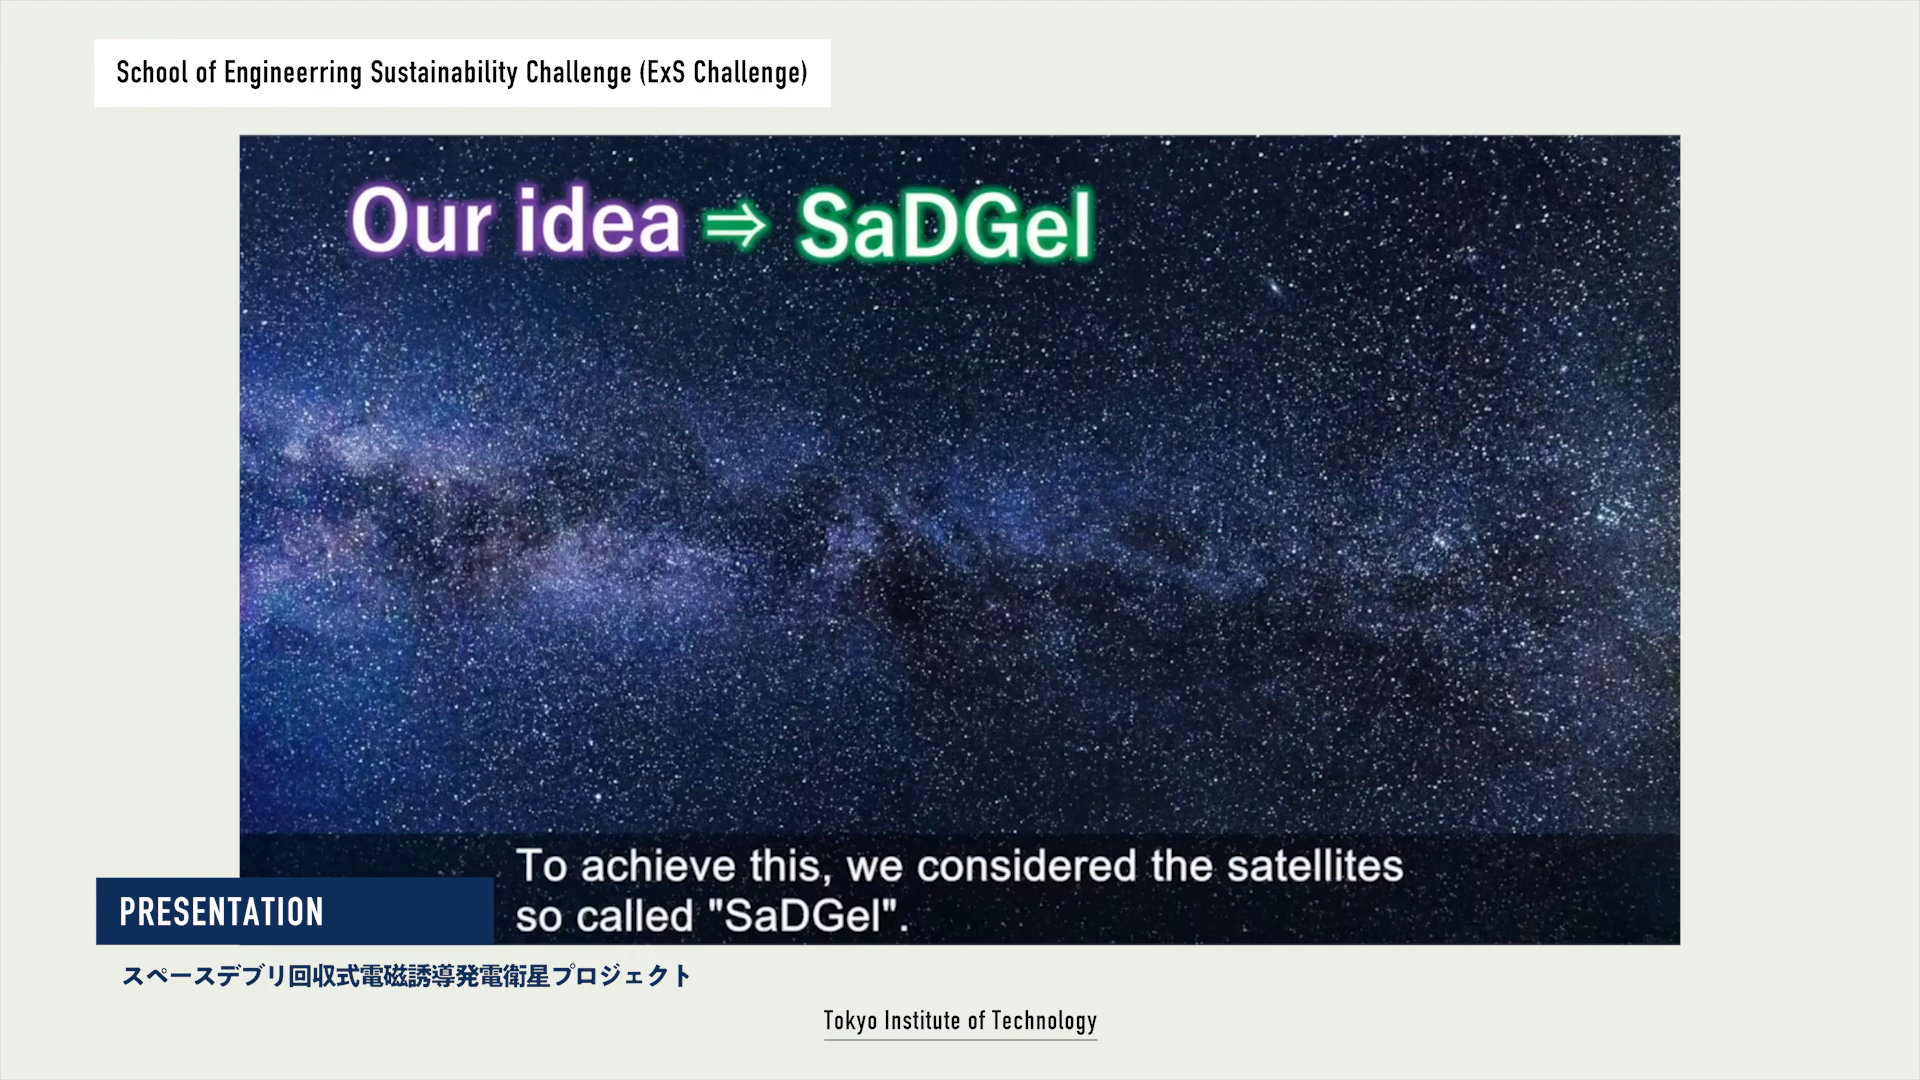 School of Engineerring Sustainability Challenge (ExS Challenge)
Our idea ⇒ SaDGel
To achieve this, we considered the satellites
so called "SaDGel".
PRESENTATION
スペースデブリ回収式電磁誘導発電衛星プロジェクト
Tokyo Institute of Technology